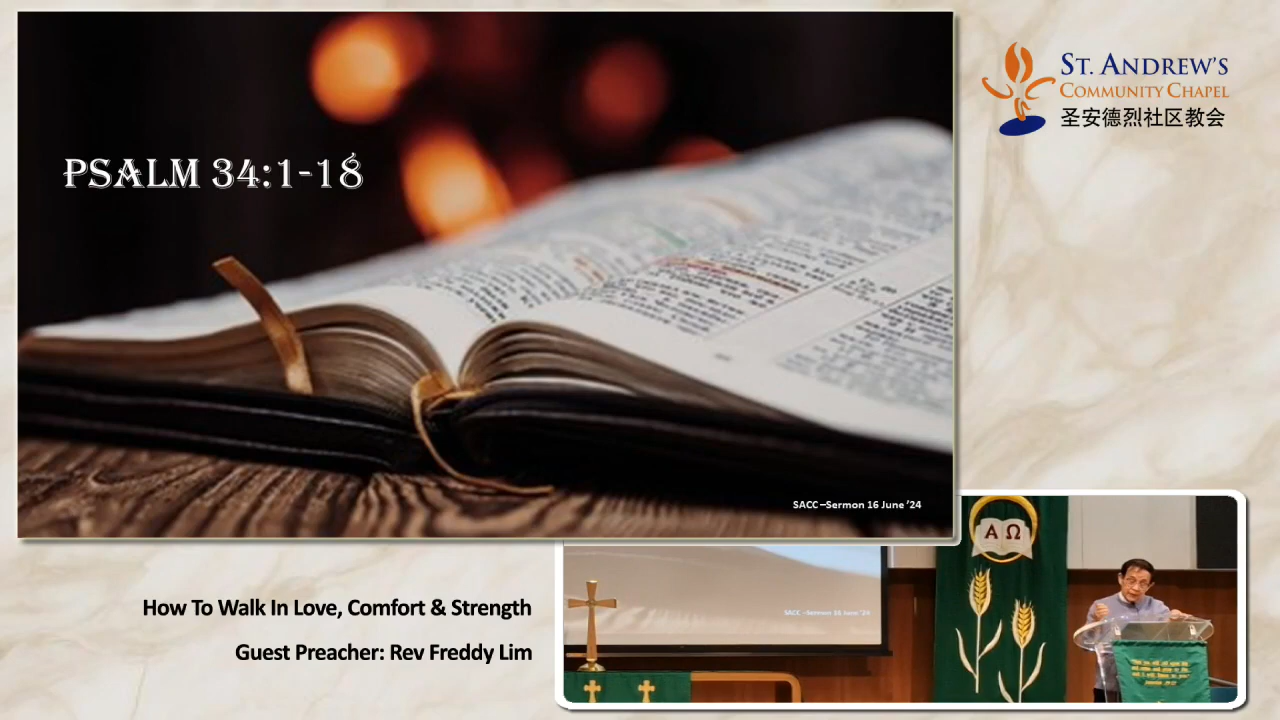 PSALM 34:1-18
SACC –Sermon 16 June '24
ST. ANDREW'S
COMMUNITY CHAPEL
圣安德烈社区教会
How To Walk In Love, Comfort & Strength
Guest Preacher: Rev Freddy Lim
SACC –Sermon 16 June '24
Α Ω